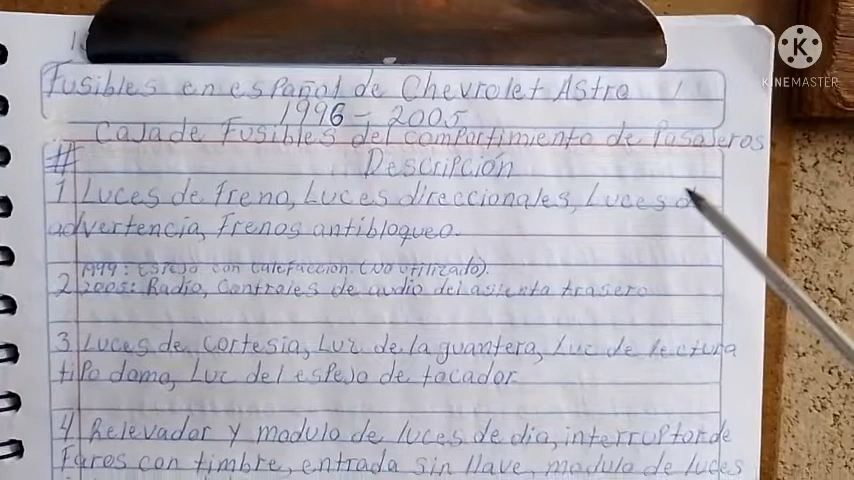 Fusibles en español de Chevrolet Astro
1996 - 2005
Caja de Fusibles del compartimiento de Pasajeros
# Descripción
1 Luces de freno, Luces direccionales, Luces d
advertencia, Frenos antibloqueo.
1999: Espejo con calefacción. (No utilizado).
2 2005: Radio, Controles de audio del asiento trasero
3 Luces de cortesia, Luz de la guantera, Luz de lectura
tipo domo, Luz del espejo de tocador.
4 Relevador y modulo de luces de dia, interruptor de
Faros con timbre, entrada sin llave, modulo de luces
KINEMASTER